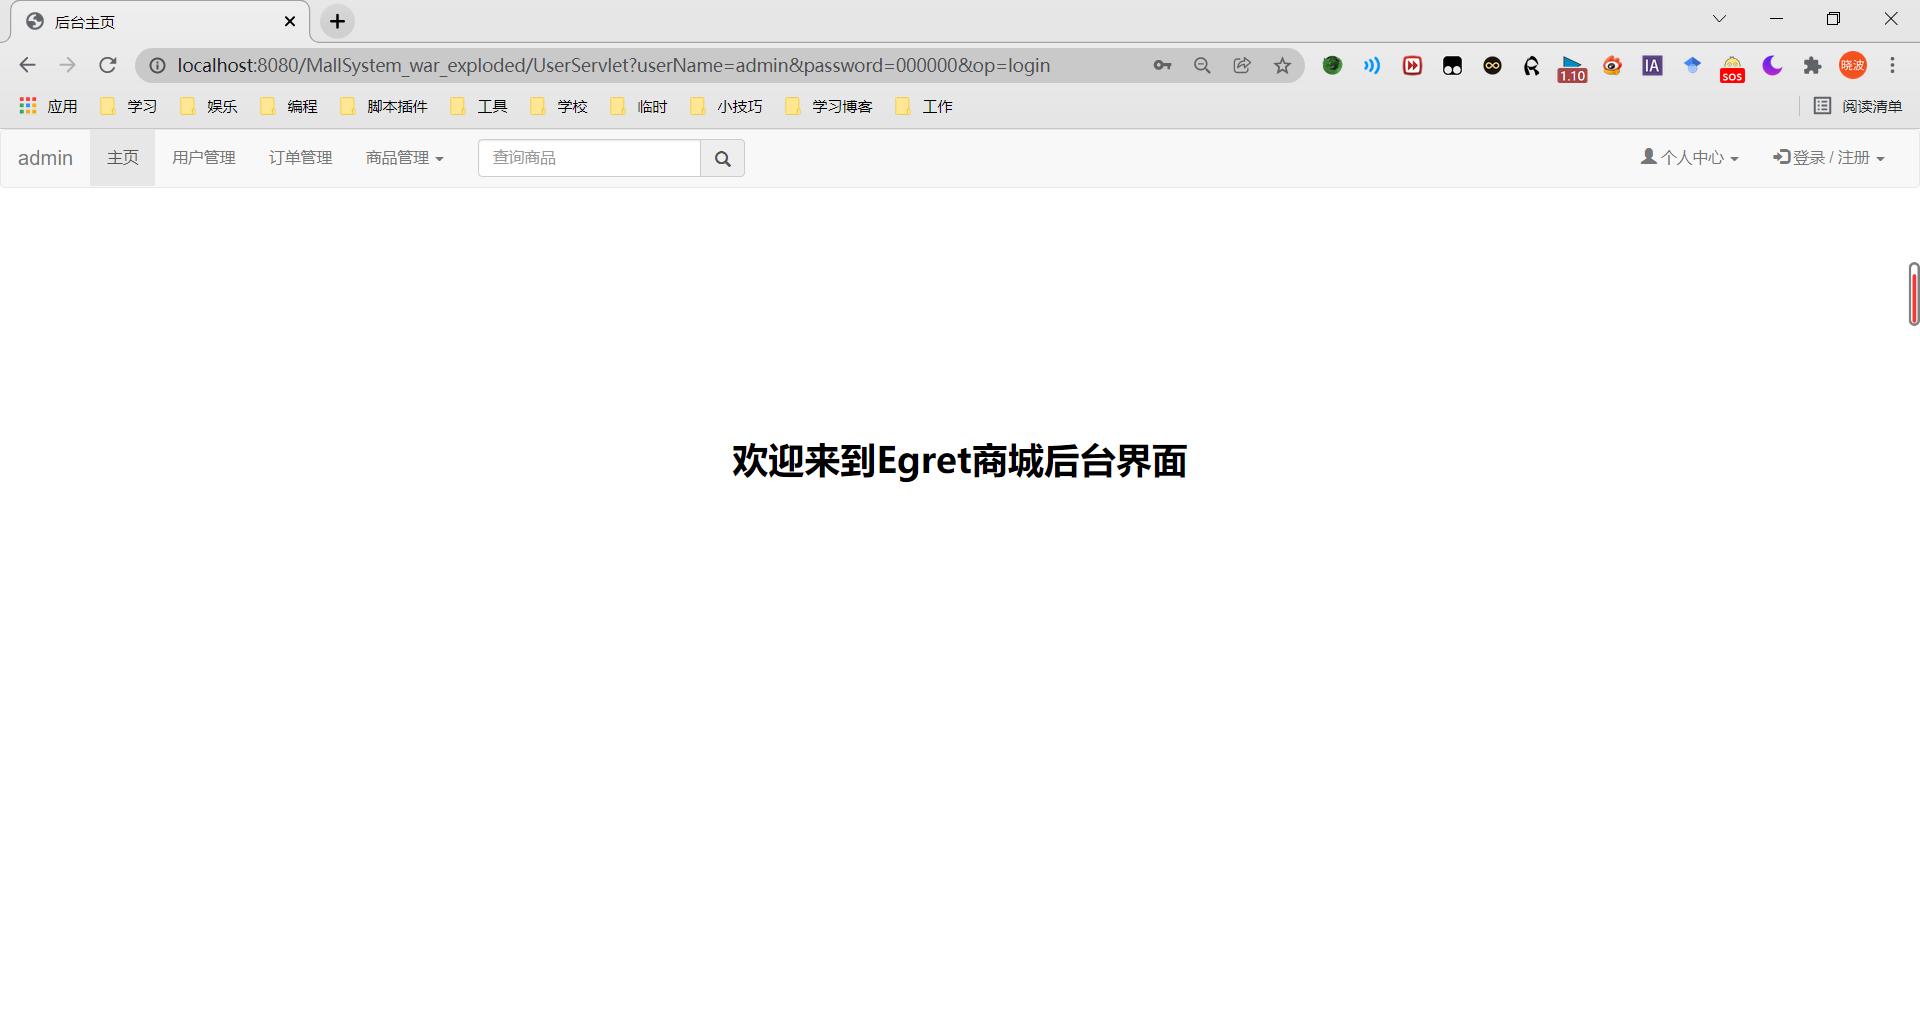 后台主页
localhost:8080/MallSystem_war_exploded/UserServlet?userName=admin&password=000000&op=login
1.10
IA
sos
晓波
应用 学习 娱乐 编程 脚本插件 工具 学校 临时 小技巧 学习博客 工作 阅读清单
admin 主页 用户管理 订单管理 商品管理 查询商品 个人中心 登录 / 注册
欢迎来到Egret商城后台界面